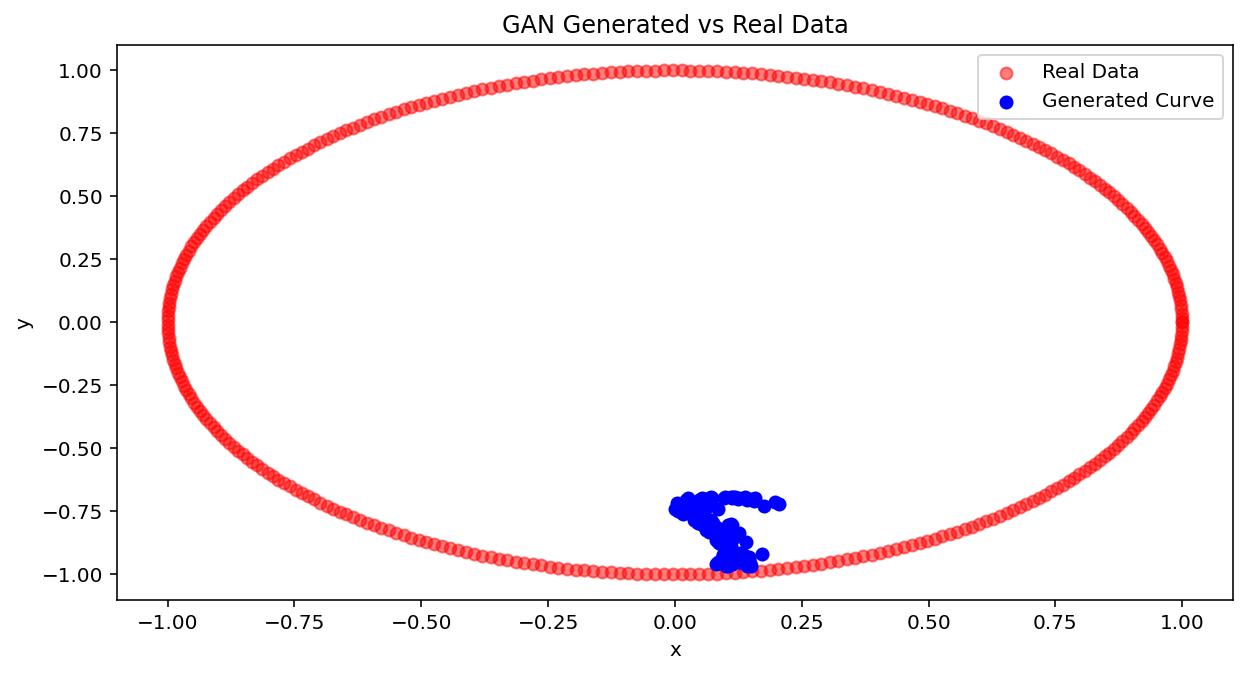 GAN Generated vs Real Data
Real Data
Generated Curve
1.00
0.75
0.50
0.25
0.00
−0.25
−0.50
−0.75
−1.00
y
−1.00 −0.75 −0.50 −0.25 0.00 0.25 0.50 0.75 1.00
x